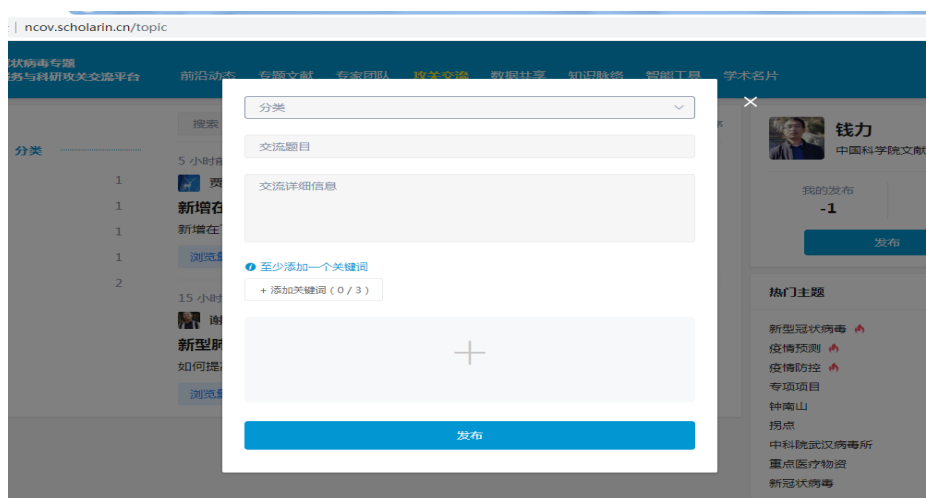 ncov.scholarin.cn/topic
状病毒专题
务与科研攻关交流平台
前沿动态 专题文献 专家团队 攻关交流 数据共享 知识脉络 智能工具 学术名片
分类
1
1
1
1
2
搜索
5 小时前
贾
新增在
新增在
浏览量
15 小时
谢
新型肺
如何提
浏览量
分类
交流题目
交流详细信息
至少添加一个关键词
+ 添加关键词 ( 0 / 3 )
发布
钱力
中国科学院文献
我的发布
-1
发布
热门主题
新型冠状病毒
疫情预测
疫情防控
专项项目
钟南山
拐点
中科院武汉病毒所
重点医疗物资
新冠状病毒